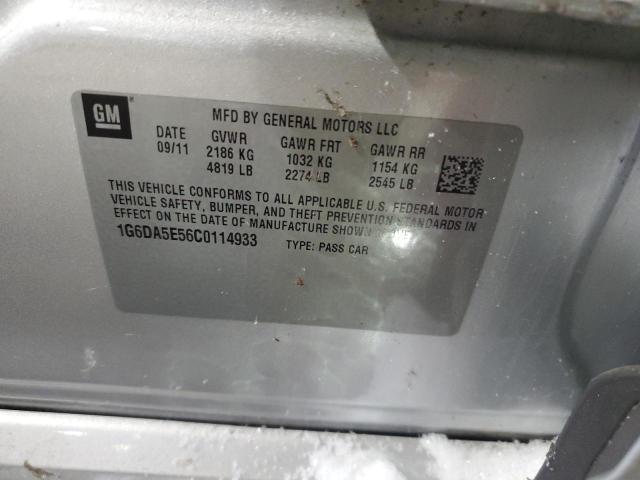 GM
MFD BY GENERAL MOTORS LLC
DATE GVWR GAWR FRT GAWR RR
09/11 2186 KG 1032 KG 1154 KG
4819 LB 2274 LB 2545 LB
THIS VEHICLE CONFORMS TO ALL APPLICABLE U.S. FEDERAL MOTOR
VEHICLE SAFETY, BUMPER, AND THEFT PREVENTION STANDARDS IN
EFFECT ON THE DATE OF MANUFACTURE SHOWN ABOVE.
1G6DA5E56C0114933 TYPE: PASS CAR